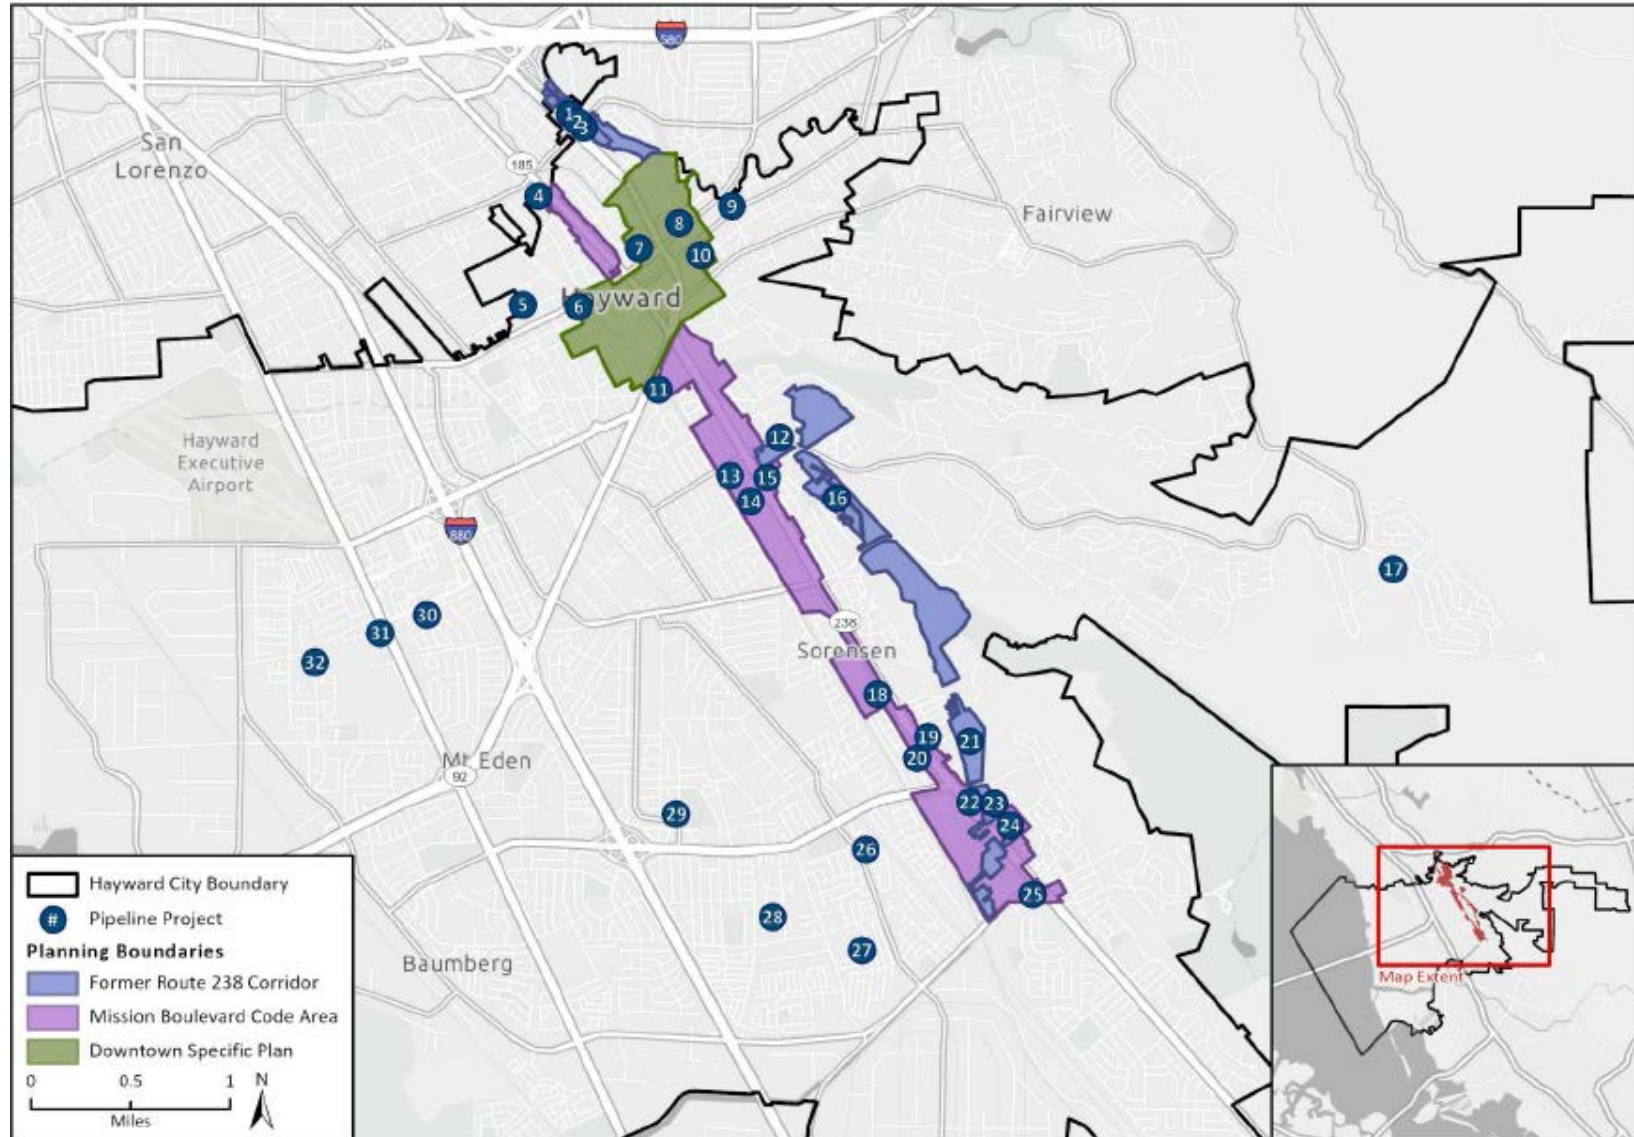 580
1
2
3
San
Lorenzo
185
4
9
8
Fairview
7
10
Hayward
5
6
11
Hayward
Executive
Airport
12
13
15
14
16
880
17
30
31
238
Sorensen
32
18
19
21
20
Mt Eden
92
22
23
24
29
26
25
28
27
Baumberg
Hayward City Boundary
# Pipeline Project
Planning Boundaries
Former Route 238 Corridor
Mission Boulevard Code Area
Downtown Specific Plan
0 0.5 1 N
Miles
Map Extent